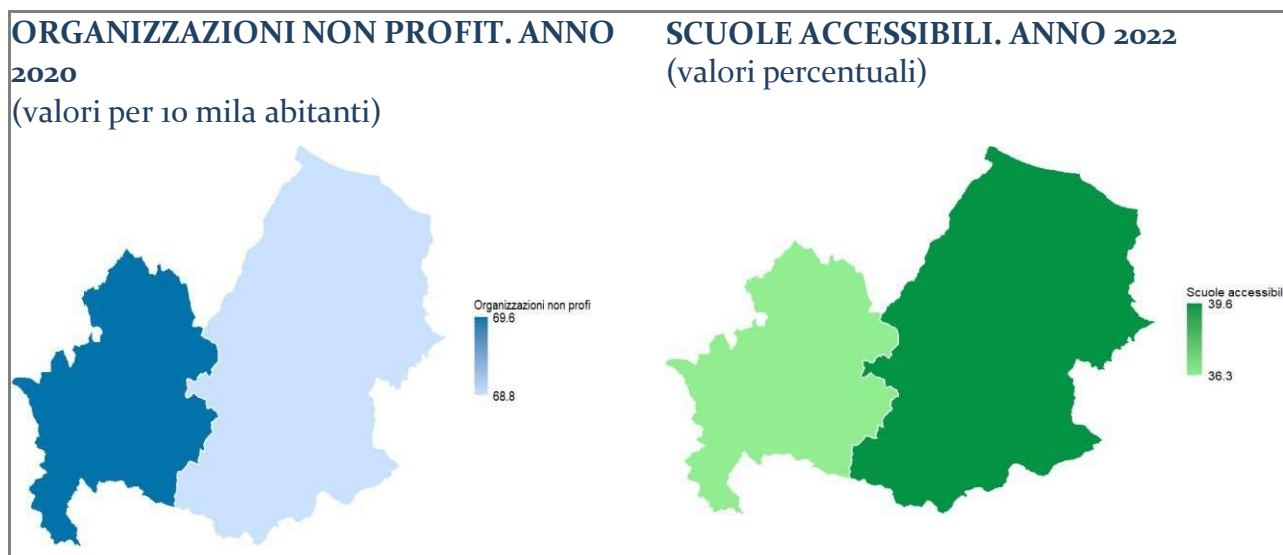 ORGANIZZAZIONI NON PROFIT. ANNO
2020
(valori per 10 mila abitanti)
Organizzazioni non profi
69.6
68.8
SCUOLE ACCESSIBILI. ANNO 2022
(valori percentuali)
Scuole accessibil
39.6
36.3